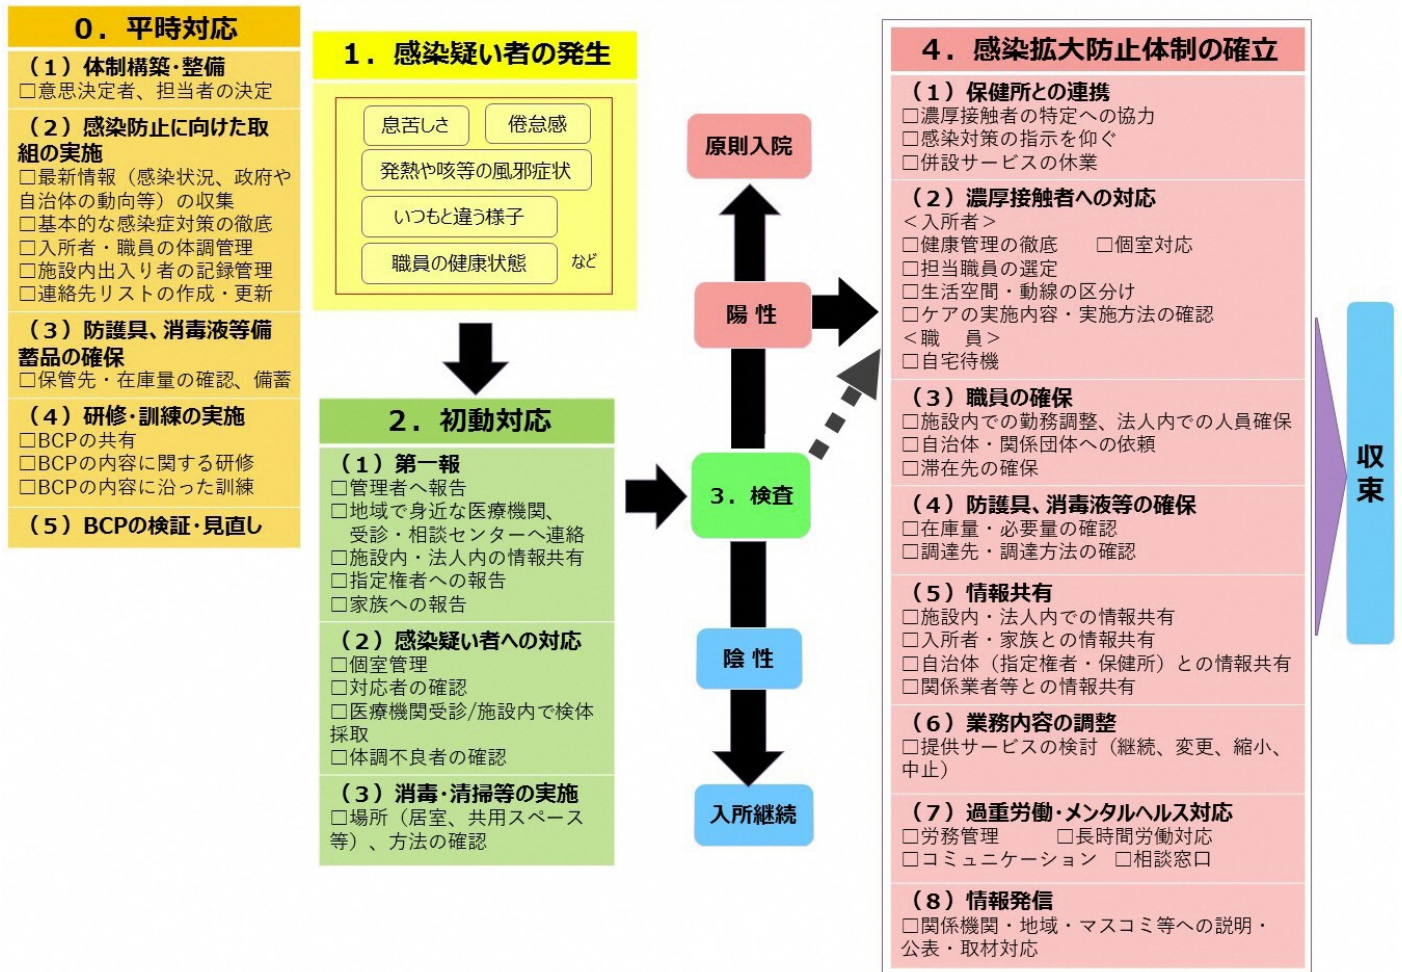 0．平時対応
（1）体制構築・整備
□意思決定者、担当者の決定
（2）感染防止に向けた取
組の実施
□最新情報（感染状況、政府や
自治体の動向等）の収集
□基本的な感染症対策の徹底
□入所者・職員の体調管理
□施設内出入り者の記録管理
□連絡先リストの作成・更新
（3）防護具、消毒液等備
蓄品の確保
□保管先・在庫量の確認、備蓄
（4）研修・訓練の実施
□BCPの共有
□BCPの内容に関する研修
□BCPの内容に沿った訓練
（5）BCPの検証・見直し
1．感染疑い者の発生
息苦しさ
倦怠感
発熱や咳等の風邪症状
いつもと違う様子
職員の健康状態
など
2．初動対応
（1）第一報
□管理者へ報告
□地域で身近な医療機関、
受診・相談センターへ連絡
□施設内・法人内の情報共有
□指定権者への報告
□家族への報告
（2）感染疑い者への対応
□個室管理
□対応者の確認
□医療機関受診/施設内で検体
採取
□体調不良者の確認
（3）消毒・清掃等の実施
□場所（居室、共用スペース
等）、方法の確認
原則入院
陽 性
3．検査
陰 性
入所継続
4．感染拡大防止体制の確立
（1）保健所との連携
□濃厚接触者の特定への協力
□感染対策の指示を仰ぐ
□併設サービスの休業
（2）濃厚接触者への対応
＜入所者＞
□健康管理の徹底　　□個室対応
□担当職員の選定
□生活空間・動線の区分け
□ケアの実施内容・実施方法の確認
＜職　員＞
□自宅待機
（3）職員の確保
□施設内での勤務調整、法人内での人員確保
□自治体・関係団体への依頼
□滞在先の確保
（4）防護具、消毒液等の確保
□在庫量・必要量の確認
□調達先・調達方法の確認
（5）情報共有
□施設内・法人内での情報共有
□入所者・家族との情報共有
□自治体（指定権者・保健所）との情報共有
□関係業者等との情報共有
（6）業務内容の調整
□提供サービスの検討（継続、変更、縮小、
中止）
（7）過重労働・メンタルヘルス対応
□労務管理　　　□長時間労働対応
□コミュニケーション　□相談窓口
（8）情報発信
□関係機関・地域・マスコミ等への説明・
公表・取材対応
収束